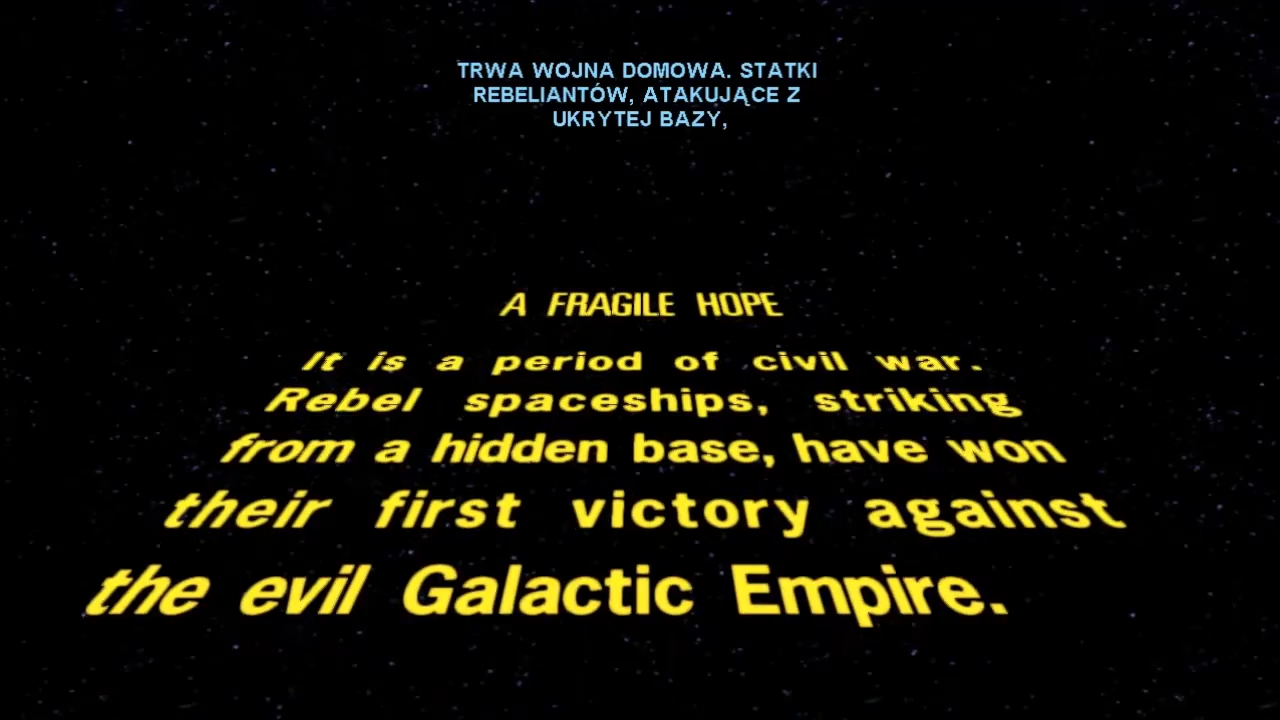 TRWA WOJNA DOMOWA. STATKI
REBELIANTÓW, ATAKUJĄCE Z
UKRYTEJ BAZY,
A FRAGILE HOPE
It is a period of civil war.
Rebel spaceships, striking
from a hidden base, have won
their first victory against
the evil Galactic Empire.